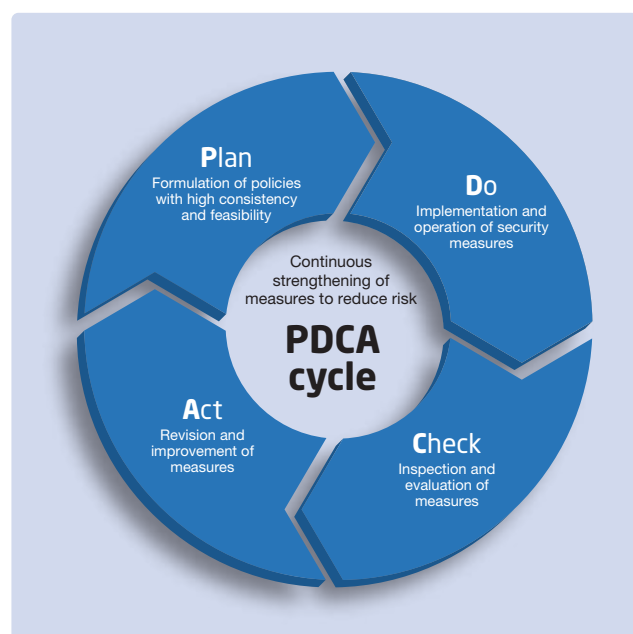 Plan
Formulation of policies
with high consistency
and feasibility
Do
Implementation and
operation of security
measures
Continuous
strengthening of
measures to reduce risk
PDCA
cycle
Act
Revision and
improvement of
measures
Check
Inspection and
evaluation of
measures